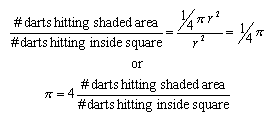 # darts hitting shaded area / #darts hitting inside square = ¼ π r² / r² = ¼ π
or
π = 4 # darts hitting shaded area / # darts hitting inside square